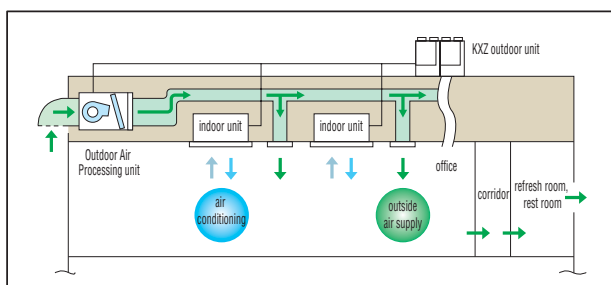 KXZ outdoor unit
indoor unit
indoor unit
Outdoor Air
Processing unit
office
air
conditioning
outside
air supply
corridor
refresh room,
rest room